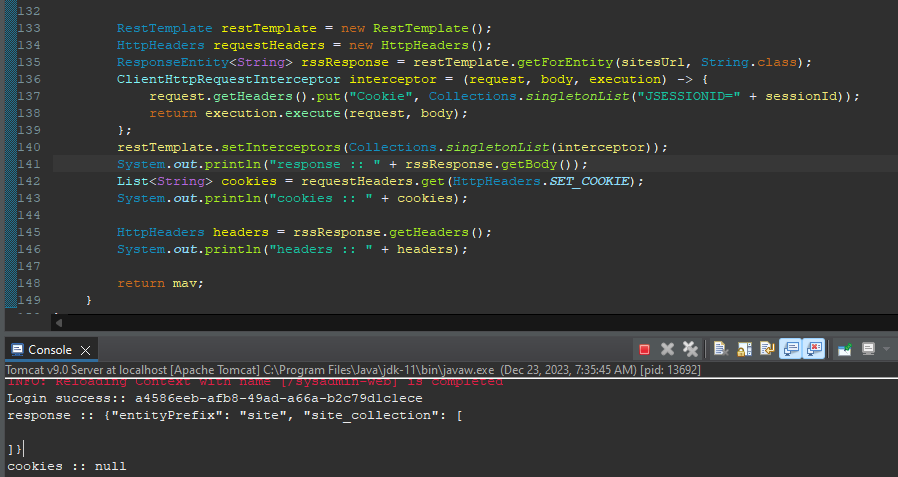 132
133 RestTemplate restTemplate = new RestTemplate();
134 HttpHeaders requestHeaders = new HttpHeaders();
135 ResponseEntity<String> rssResponse = restTemplate.getForEntity(sitesUrl, String.class);
136 ClientHttpRequestInterceptor interceptor = (request, body, execution) -> {
137 request.getHeaders().put("Cookie", Collections.singletonList("JSESSIONID=" + sessionId));
138 return execution.execute(request, body);
139 };
140 restTemplate.setInterceptors(Collections.singletonList(interceptor));
141 System.out.println("response :: " + rssResponse.getBody());
142 List<String> cookies = requestHeaders.get(HttpHeaders.SET_COOKIE);
143 System.out.println("cookies :: " + cookies);
144
145 HttpHeaders headers = rssResponse.getHeaders();
146 System.out.println("headers :: " + headers);
147
148 return mav;
149 }
Console
Tomcat v9.0 Server at localhost [Apache Tomcat] C:\Program Files\Java\jdk-11\bin\javaw.exe (Dec 23, 2023, 7:35:45 AM) [pid: 13692]
INFO: Reloading Context with name [/sysadmin-web] is completed
Login success:: a4586eeb-afb8-49ad-a66a-b2c79d1c1ece
response :: {"entityPrefix": "site", "site_collection": [
]}
cookies :: null